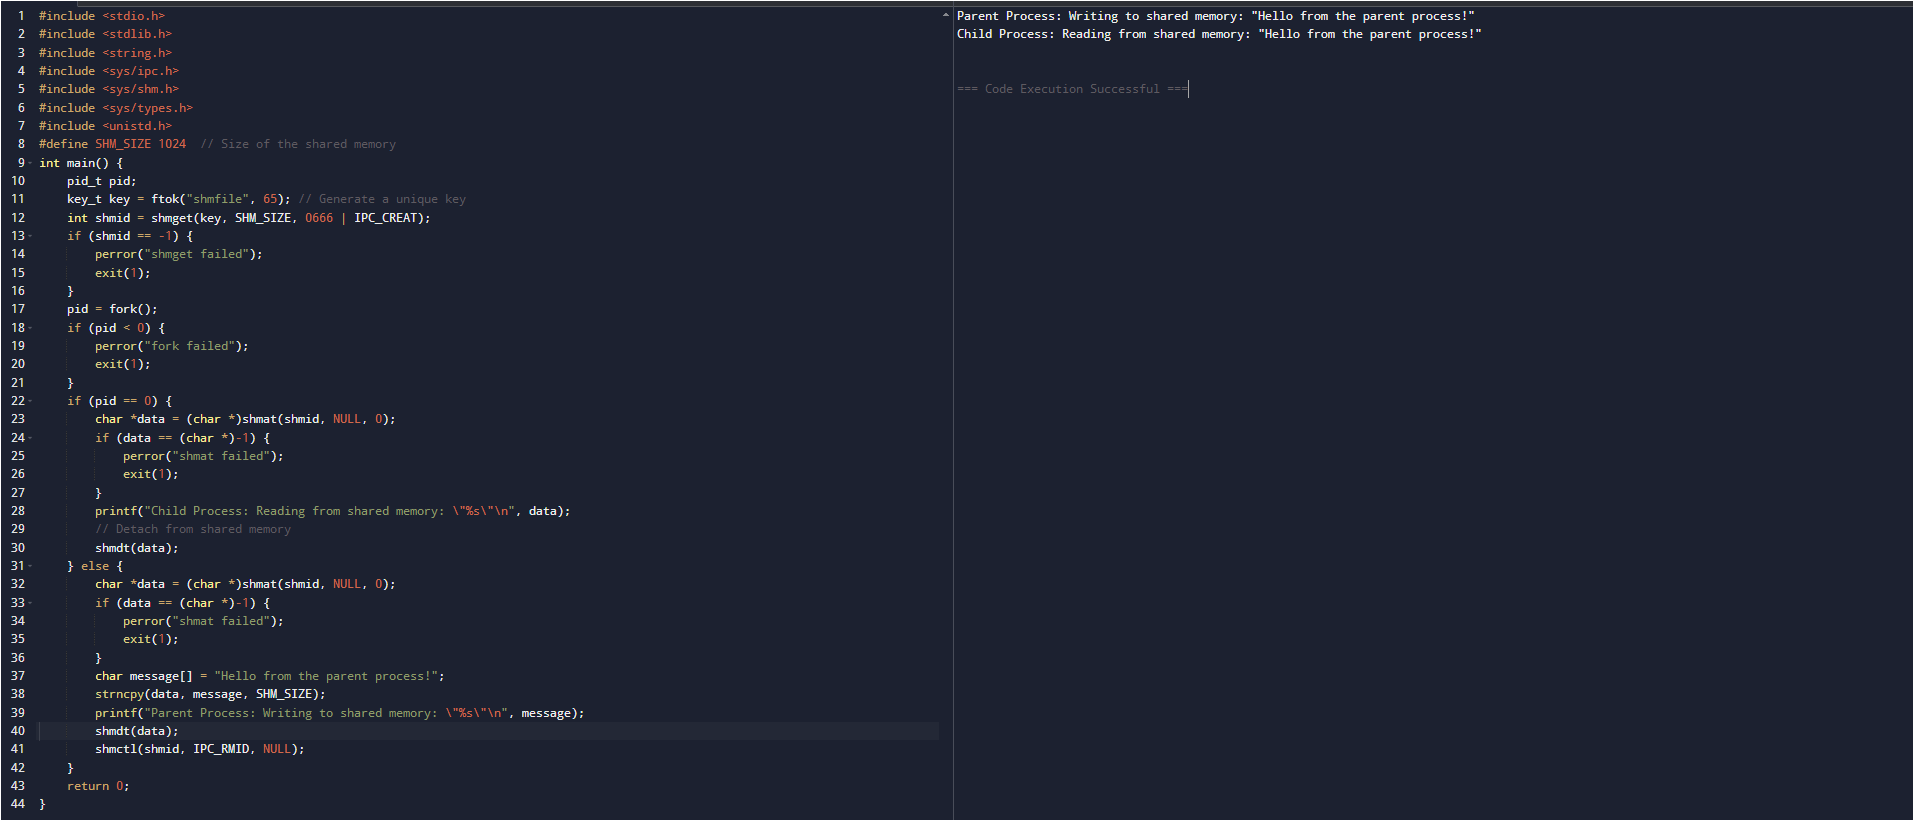 1 #include <stdio.h>
2 #include <stdlib.h>
3 #include <string.h>
4 #include <sys/ipc.h>
5 #include <sys/shm.h>
6 #include <sys/types.h>
7 #include <unistd.h>
8 #define SHM_SIZE 1024  // Size of the shared memory
9 int main() {
10     pid_t pid;
11     key_t key = ftok("shmfile", 65); // Generate a unique key
12     int shmid = shmget(key, SHM_SIZE, 0666 | IPC_CREAT);
13     if (shmid == -1) {
14         perror("shmget failed");
15         exit(1);
16     }
17     pid = fork();
18     if (pid < 0) {
19         perror("fork failed");
20         exit(1);
21     }
22     if (pid == 0) {
23         char *data = (char *)shmat(shmid, NULL, 0);
24         if (data == (char *)-1) {
25             perror("shmat failed");
26             exit(1);
27         }
28         printf("Child Process: Reading from shared memory: \"%s\"\n", data);
29         // Detach from shared memory
30         shmdt(data);
31     } else {
32         char *data = (char *)shmat(shmid, NULL, 0);
33         if (data == (char *)-1) {
34             perror("shmat failed");
35             exit(1);
36         }
37         char message[] = "Hello from the parent process!";
38         strncpy(data, message, SHM_SIZE);
39         printf("Parent Process: Writing to shared memory: \"%s\"\n", message);
40         shmdt(data);
41         shmctl(shmid, IPC_RMID, NULL);
42     }
43     return 0;
44 }
Parent Process: Writing to shared memory: "Hello from the parent process!"
Child Process: Reading from shared memory: "Hello from the parent process!"
=== Code Execution Successful ===